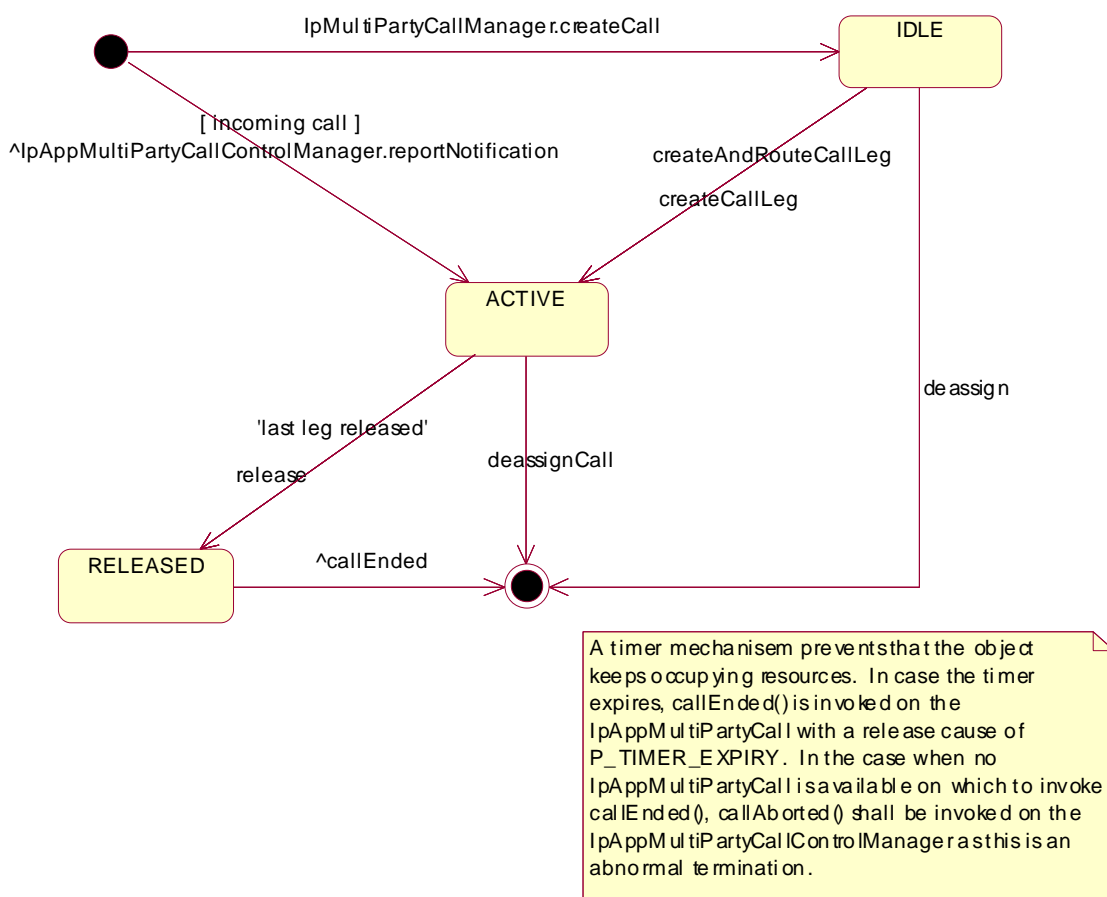 IpMultiPartyCallManager.createCall
IDLE
[ incoming call ]
^IpAppMultiPartyCallControlManager.reportNotification
createAndRouteCallLeg
createCallLeg
ACTIVE
deassign
'last leg released'
release
deassignCall
RELEASED
^callEnded
A timer mechanisem prevents that the object
keeps occupying resources. In case the timer
expires, callEnded() is invoked on the
IpAppMultiPartyCall with a release cause of
P_TIMER_EXPIRY. In the case when no
IpAppMultiPartyCall is available on which to invoke
callEnded(), callAborted() shall be invoked on the
IpAppMultiPartyCallControlManager as this is an
abnormal termination.